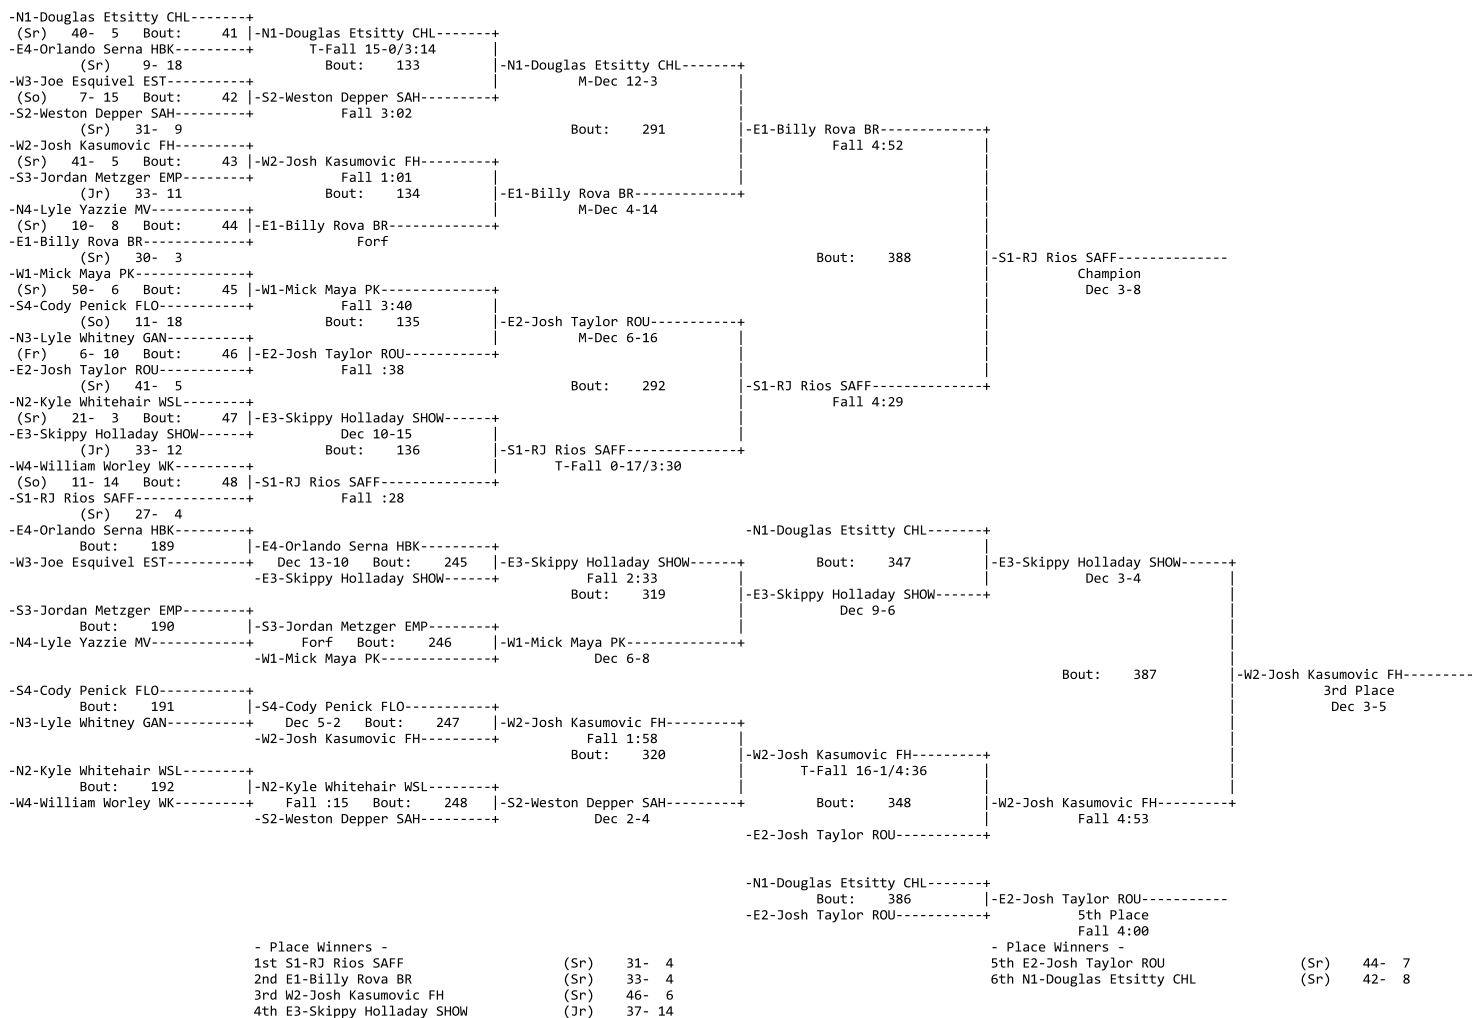 -N1-Douglas Etsitty CHL-------+
(Sr)   40-  5   Bout:     41 |-N1-Douglas Etsitty CHL-------+
-E4-Orlando Serna HBK---------+       T-Fall 15-0/3:14       |
(Sr)    9- 18                  Bout:    133         |-N1-Douglas Etsitty CHL-------+
-W3-Joe Esquivel EST----------+                              |          M-Dec 12-3          |
(So)    7- 15   Bout:     42 |-S2-Weston Depper SAH---------+                              |
-S2-Weston Depper SAH---------+           Fall 3:02                                         |
(Sr)   31-  9                                                 Bout:    291         |-E1-Billy Rova BR-------------+
-W2-Josh Kasumovic FH---------+                                                             |           Fall 4:52          |
(Sr)   41-  5   Bout:     43 |-W2-Josh Kasumovic FH---------+                              |                              |
-S3-Jordan Metzger EMP--------+           Fall 1:01          |                              |                              |
(Jr)   33- 11                  Bout:    134         |-E1-Billy Rova BR-------------+                              |
-N4-Lyle Yazzie MV------------+                              |          M-Dec 4-14                                         |
(Sr)   10-  8   Bout:     44 |-E1-Billy Rova BR-------------+                                                             |
-E1-Billy Rova BR-------------+             Forf                                                                            |
(Sr)   30-  3                                                                                Bout:    388         |-S1-RJ Rios SAFF--------------
-W1-Mick Maya PK--------------+                                                                                             |           Champion
(Sr)   50-  6   Bout:     45 |-W1-Mick Maya PK--------------+                                                             |            Dec 3-8
-S4-Cody Penick FLO-----------+           Fall 3:40          |                                                             |
(So)   11- 18                  Bout:    135         |-E2-Josh Taylor ROU-----------+                              |
-N3-Lyle Whitney GAN----------+                              |          M-Dec 6-16          |                              |
(Fr)    6- 10   Bout:     46 |-E2-Josh Taylor ROU-----------+                              |                              |
-E2-Josh Taylor ROU-----------+           Fall :38                                          |                              |
(Sr)   41-  5                                                 Bout:    292         |-S1-RJ Rios SAFF--------------+
-N2-Kyle Whitehair WSL--------+                                                             |           Fall 4:29
(Sr)   21-  3   Bout:     47 |-E3-Skippy Holladay SHOW------+                              |
-E3-Skippy Holladay SHOW------+           Dec 10-15          |                              |
(Jr)   33- 12                  Bout:    136         |-S1-RJ Rios SAFF--------------+
-W4-William Worley WK---------+                              |       T-Fall 0-17/3:30
(So)   11- 14   Bout:     48 |-S1-RJ Rios SAFF--------------+
-S1-RJ Rios SAFF--------------+           Fall :28
(Sr)   27-  4
-E4-Orlando Serna HBK---------+                                                              -N1-Douglas Etsitty CHL-------+
Bout:    189         |-E4-Orlando Serna HBK---------+                                                             |
-W3-Joe Esquivel EST----------+   Dec 13-10   Bout:    245   |-E3-Skippy Holladay SHOW------+         Bout:    347         |-E3-Skippy Holladay SHOW------+
-E3-Skippy Holladay SHOW------+           Fall 2:33          |                              |            Dec 3-4           |
Bout:    319         |-E3-Skippy Holladay SHOW------+                              |
-S3-Jordan Metzger EMP--------+                                                             |            Dec 9-6                                          |
Bout:    190         |-S3-Jordan Metzger EMP--------+                              |                                                             |
-N4-Lyle Yazzie MV------------+      Forf   Bout:    246   |-W1-Mick Maya PK--------------+                                                             |
-W1-Mick Maya PK--------------+            Dec 6-8                                                                          |
Bout:    387         |-W2-Josh Kasumovic FH---------
-S4-Cody Penick FLO-----------+                                                                                                                            |           3rd Place
Bout:    191         |-S4-Cody Penick FLO-----------+                                                                                            |            Dec 3-5
-N3-Lyle Whitney GAN----------+    Dec 5-2   Bout:    247   |-W2-Josh Kasumovic FH---------+                                                             |
-W2-Josh Kasumovic FH---------+           Fall 1:58          |                                                             |
Bout:    320         |-W2-Josh Kasumovic FH---------+                              |
-N2-Kyle Whitehair WSL--------+                                                             |       T-Fall 16-1/4:36       |                              |
Bout:    192         |-N2-Kyle Whitehair WSL--------+                              |                              |                              |
-W4-William Worley WK---------+    Fall :15   Bout:    248   |-S2-Weston Depper SAH---------+         Bout:    348         |-W2-Josh Kasumovic FH---------+
-S2-Weston Depper SAH---------+            Dec 2-4                                          |           Fall 4:53
-E2-Josh Taylor ROU-----------+
-N1-Douglas Etsitty CHL-------+
Bout:    386         |-E2-Josh Taylor ROU-----------
-E2-Josh Taylor ROU-----------+           5th Place
Fall 4:00
- Place Winners -                                                                            - Place Winners -
1st S1-RJ Rios SAFF                    (Sr)    31-  4                                        5th E2-Josh Taylor ROU                 (Sr)    44-  7
2nd E1-Billy Rova BR                   (Sr)    33-  4                                        6th N1-Douglas Etsitty CHL             (Sr)    42-  8
3rd W2-Josh Kasumovic FH               (Sr)    46-  6
4th E3-Skippy Holladay SHOW            (Jr)    37- 14